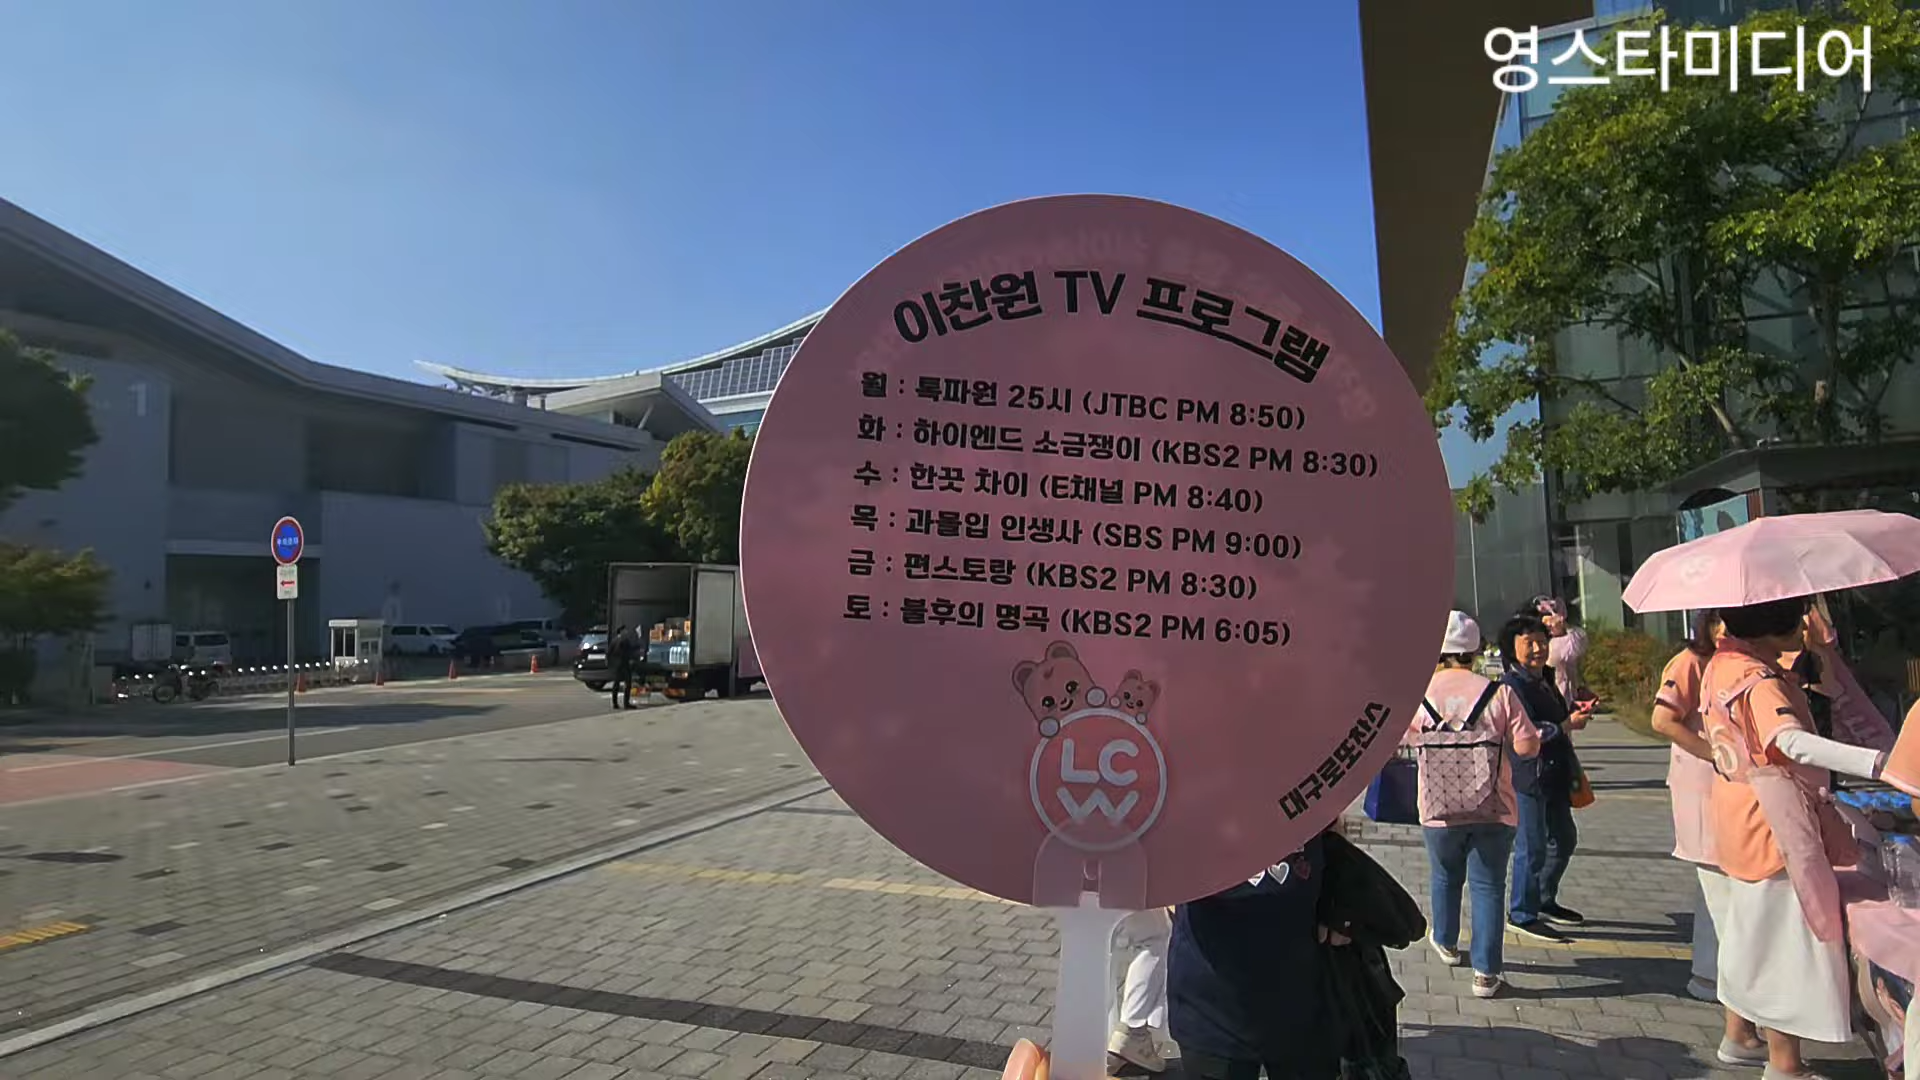 영스타미디어
이찬원 TV 프로그램
월 : 톡파원 25시 (JTBC PM 8:50)
화 : 하이엔드 소금쟁이 (KBS2 PM 8:30)
수 : 한끗 차이 (E채널 PM 8:40)
목 : 과몰입 인생사 (SBS PM 9:00)
금 : 편스토랑 (KBS2 PM 8:30)
토 : 불후의 명곡 (KBS2 PM 6:05)
LC
W
대구로또찬스
1